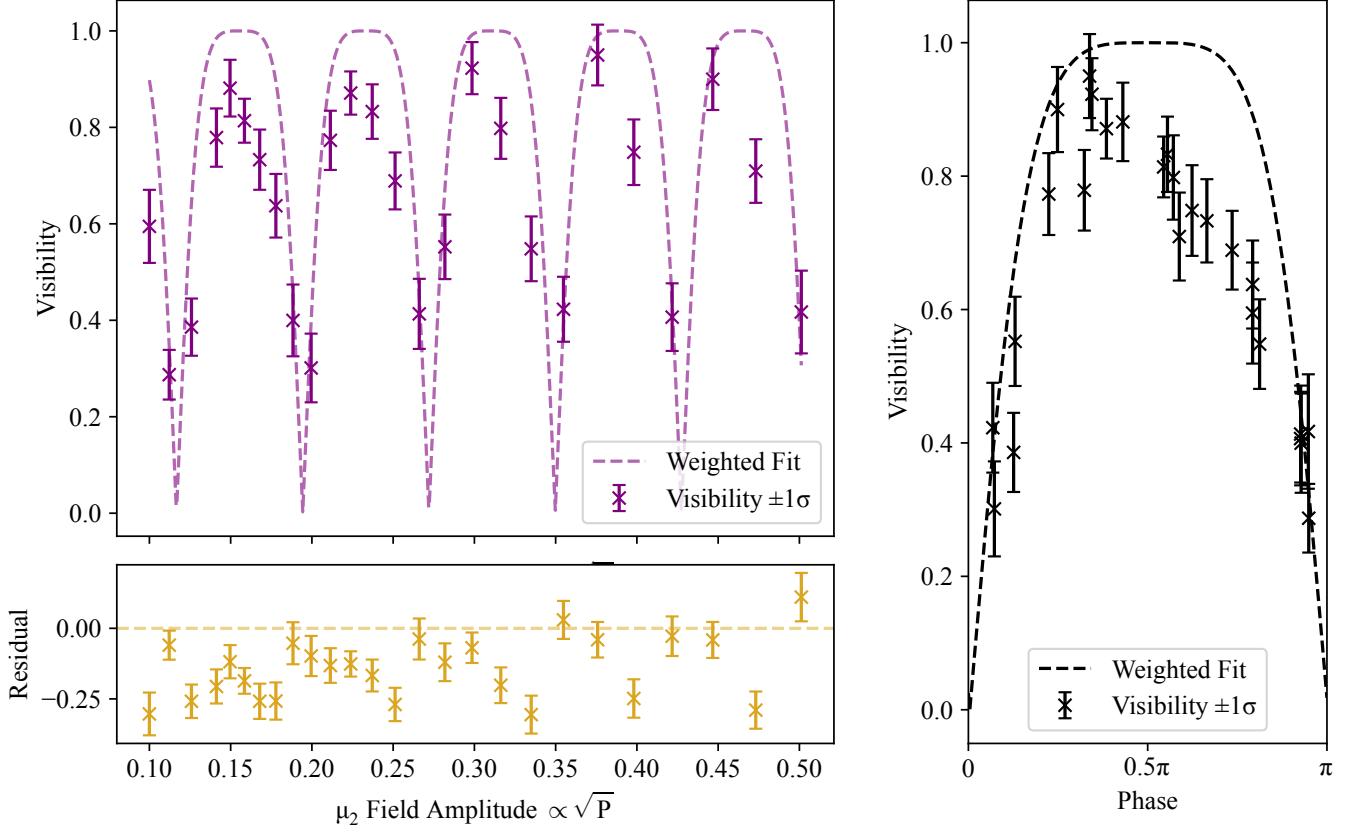 1.0
0.8
0.6
0.4
0.2
0.0
Visibility
Weighted Fit
Visibility ±1σ
0.00
−0.25
Residual
0.10 0.15 0.20 0.25 0.30 0.35 0.40 0.45 0.50
μ₂ Field Amplitude ∝√P
1.0
0.8
0.6
0.4
0.2
0.0
Visibility
Weighted Fit
Visibility ±1σ
0 0.5π π
Phase